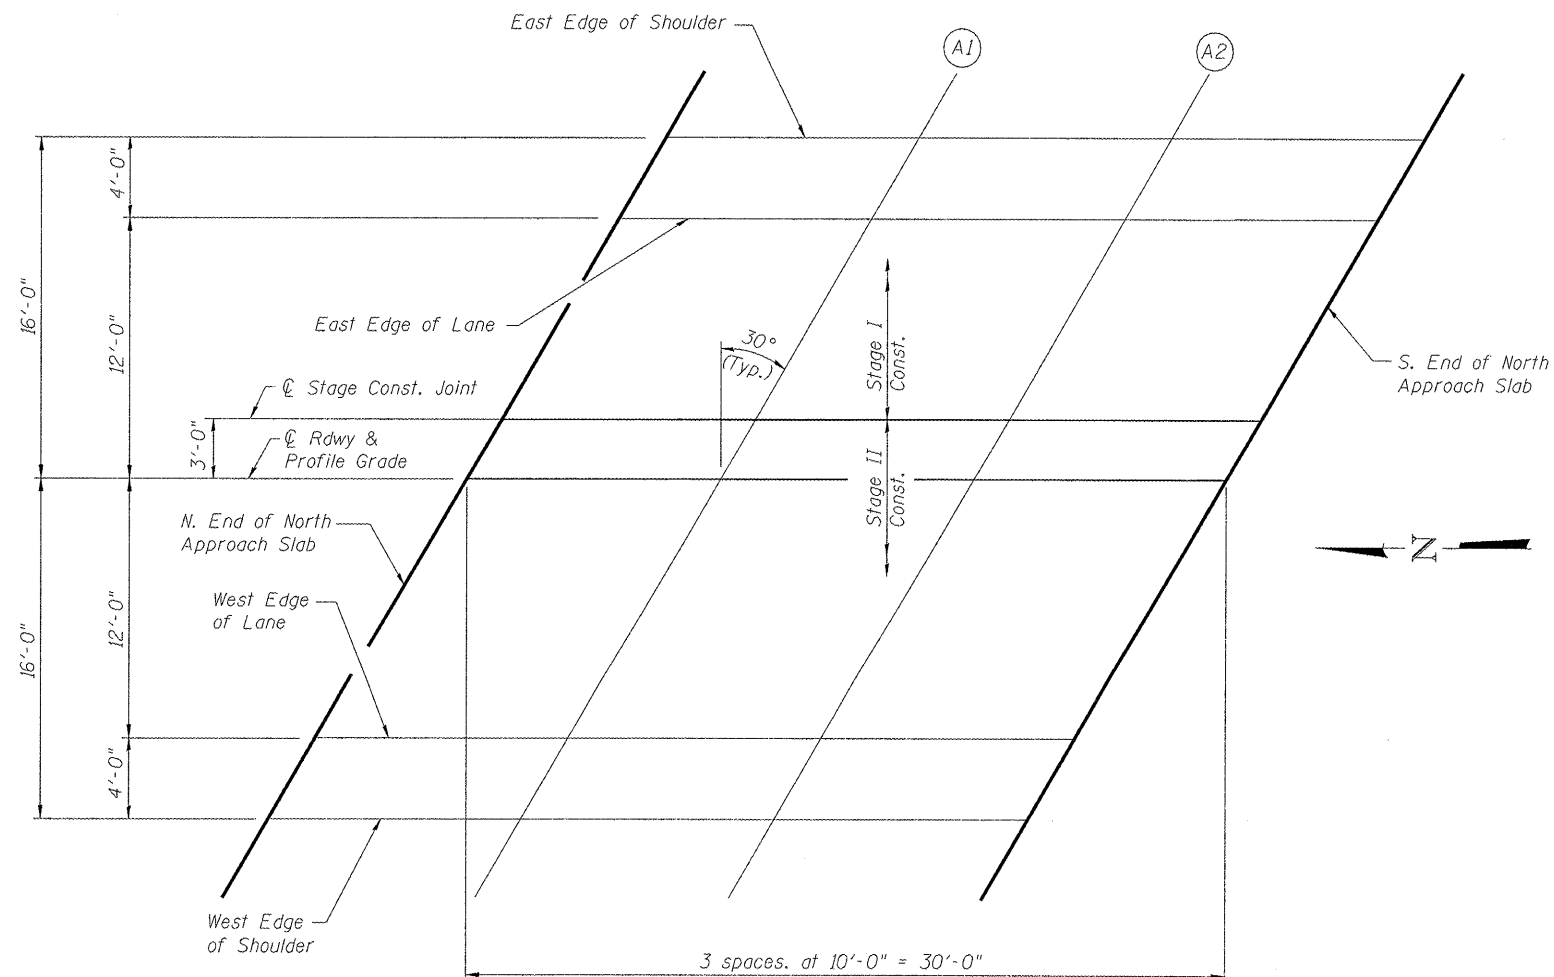 East Edge of Shoulder
A1
A2
4'-0"
16'-0"
12'-0"
East Edge of Lane
30°
(Typ.)
Stage I
Const.
S. End of North
Approach Slab
℄ Stage Const. Joint
3'-0"
℄ Rdwy &
Profile Grade
Stage II
Const.
N. End of North
Approach Slab
N
West Edge
of Lane
16'-0"
12'-0"
4'-0"
West Edge
of Shoulder
3 spaces. at 10'-0" = 30'-0"